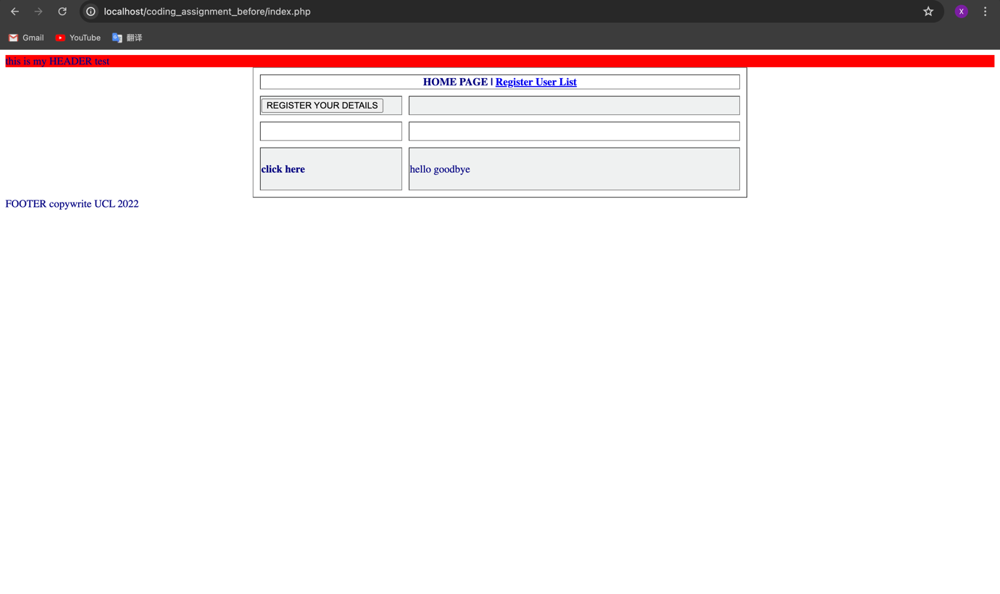 localhost/coding_assignment_before/index.php
X
Gmail YouTube 翻译
this is my HEADER test
HOME PAGE | Register User List
REGISTER YOUR DETAILS
click here hello goodbye
FOOTER copywrite UCL 2022